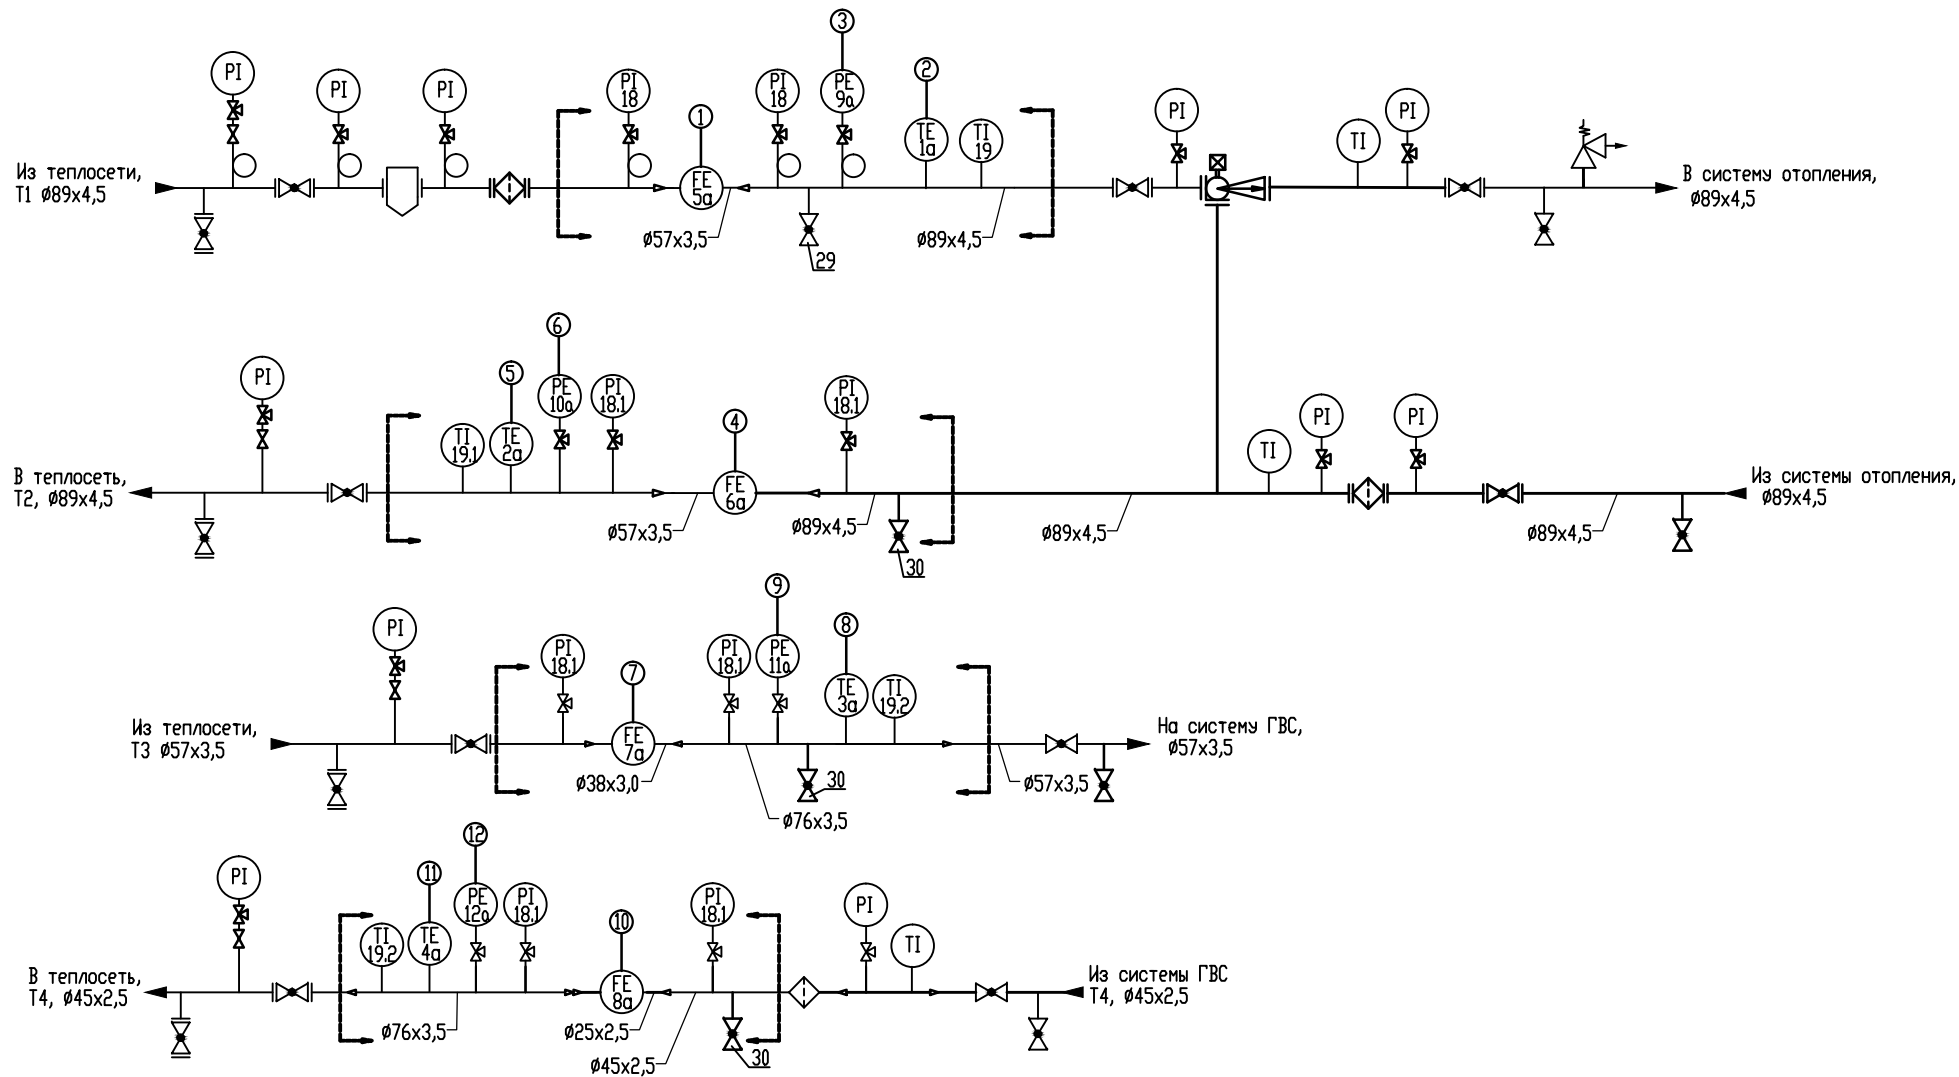 3
PI
PI
PI
PI
18
PI
18
PE
9a
2
TE
1a
TI
19
1
FE
5a
PI
TI
PI
Из теплосети,
T1 Ø89x4,5
Ø57x3,5
29
Ø89x4,5
В систему отопления,
Ø89x4,5
6
5
4
PI
TI
19.1
TE
2a
PE
10a
PI
18.1
FE
6a
PI
18.1
TI
PI
PI
В теплосеть,
T2, Ø89x4,5
Ø57x3,5
Ø89x4,5
30
Ø89x4,5
Ø89x4,5
Из системы отопления,
Ø89x4,5
9
8
7
PI
PI
18.1
FE
7a
PI
18.1
PE
11a
TE
3a
TI
19.2
Из теплосети,
T3 Ø57x3,5
Ø38x3,0
30
Ø76x3,5
Ø57x3,5
На систему ГВС,
Ø57x3,5
12
11
10
PI
TI
19.2
TE
4a
PE
12a
PI
18.1
FE
8a
PI
18.1
PI
TI
В теплосеть,
T4, Ø45x2,5
Ø76x3,5
Ø25x2,5
Ø45x2,5
30
Из системы ГВС
T4, Ø45x2,5